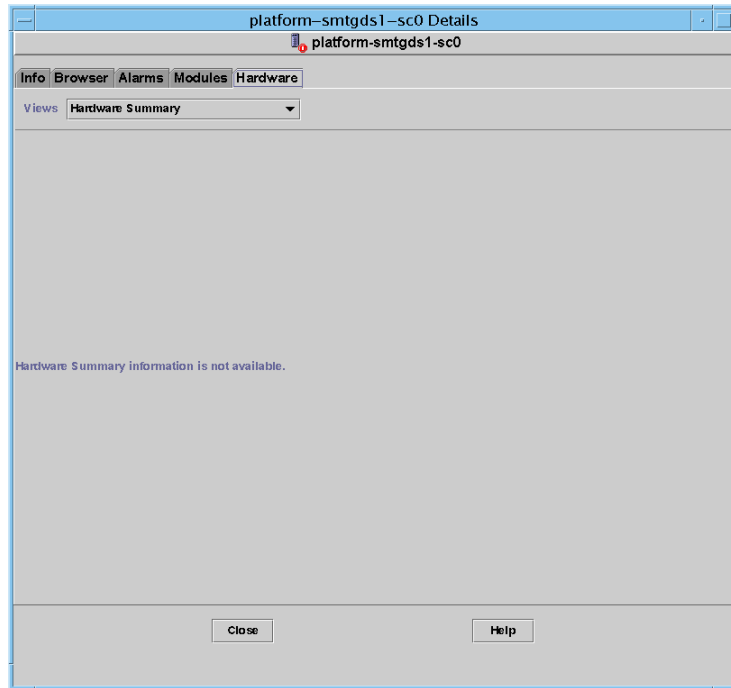 platform–smtgds1–sc0 Details
platform-smtgds1-sc0
Info Browser Alarms Modules Hardware
Views Hardware Summary
Hardware Summary information is not available.
Close Help